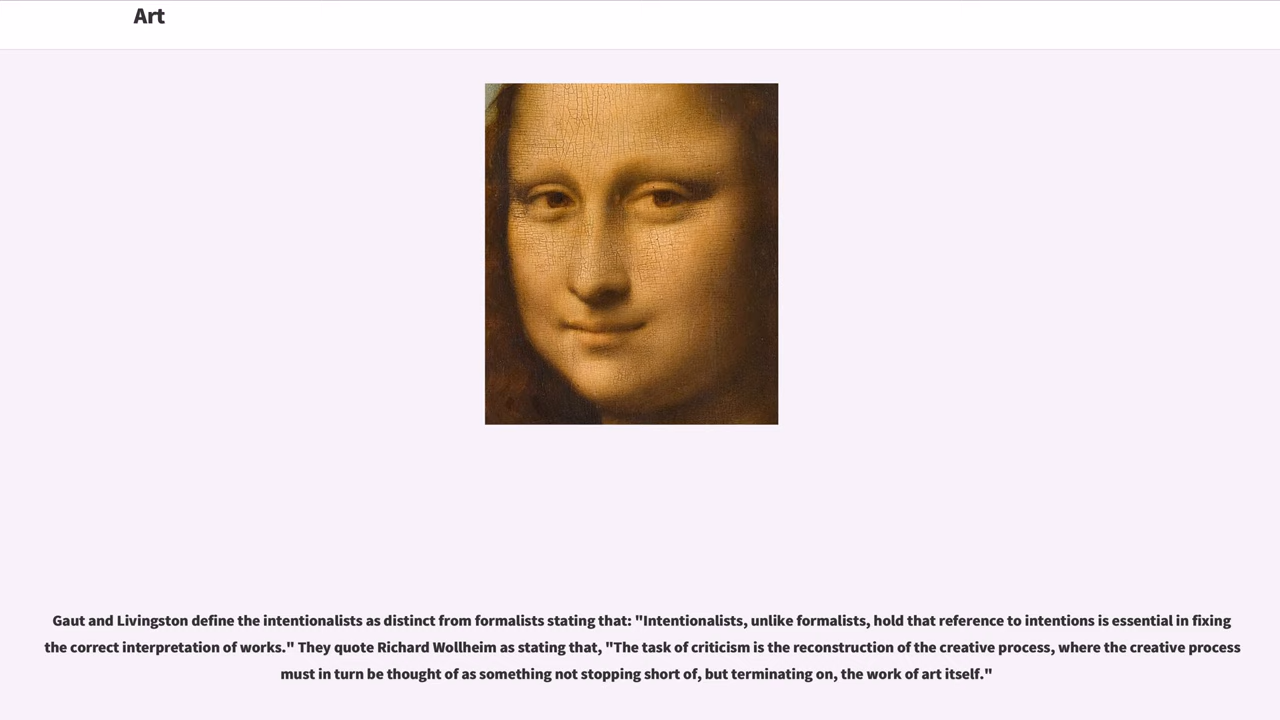 Art
Gaut and Livingston define the intentionalists as distinct from formalists stating that: "Intentionalists, unlike formalists, hold that reference to intentions is essential in fixing
the correct interpretation of works." They quote Richard Wollheim as stating that, "The task of criticism is the reconstruction of the creative process, where the creative process
must in turn be thought of as something not stopping short of, but terminating on, the work of art itself."